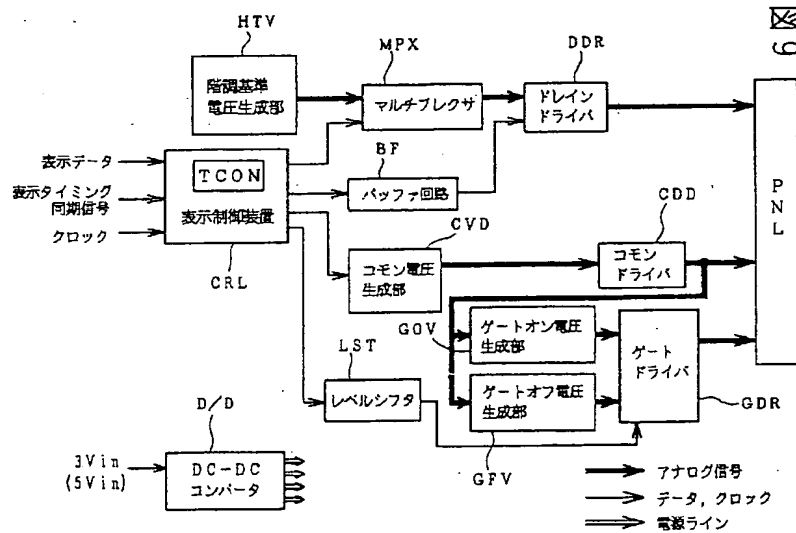 図9
HTV
階調基準
電圧生成部
MPX
マルチプレクサ
DDR
ドレイン
ドライバ
PNL
表示データ
表示タイミング
同期信号
クロック
TCON
表示制御装置
CRL
BF
バッファ回路
CVD
コモン電圧
生成部
CDD
コモン
ドライバ
GOV
ゲートオン電圧
生成部
ゲート
ドライバ
GDR
LST
レベルシフタ
ゲートオフ電圧
生成部
GFV
D/D
3Vin
(5Vin)
DC-DC
コンバータ
アナログ信号
データ,クロック
電源ライン